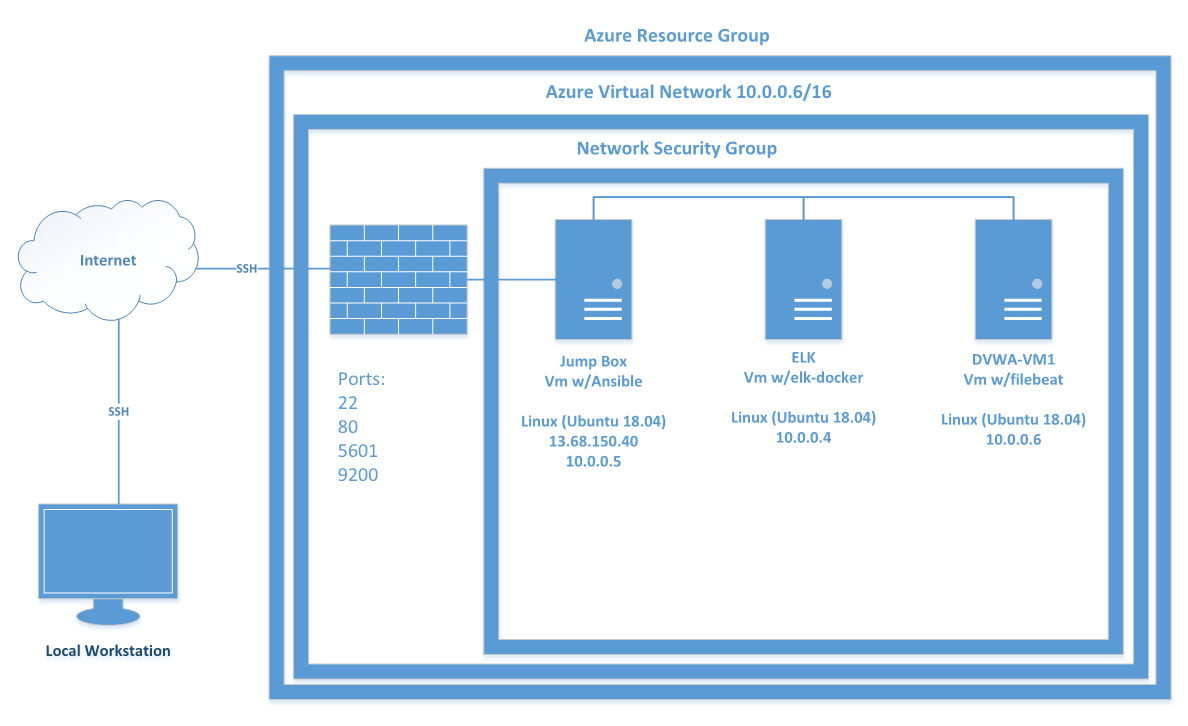 Azure Resource Group
Azure Virtual Network 10.0.0.6/16
Network Security Group
Internet
SSH
SSH
Local Workstation
Ports:
22
80
5601
9200
Jump Box
Vm w/Ansible
Linux (Ubuntu 18.04)
13.68.150.40
10.0.0.5
ELK
Vm w/elk-docker
Linux (Ubuntu 18.04)
10.0.0.4
DVWA-VM1
Vm w/filebeat
Linux (Ubuntu 18.04)
10.0.0.6